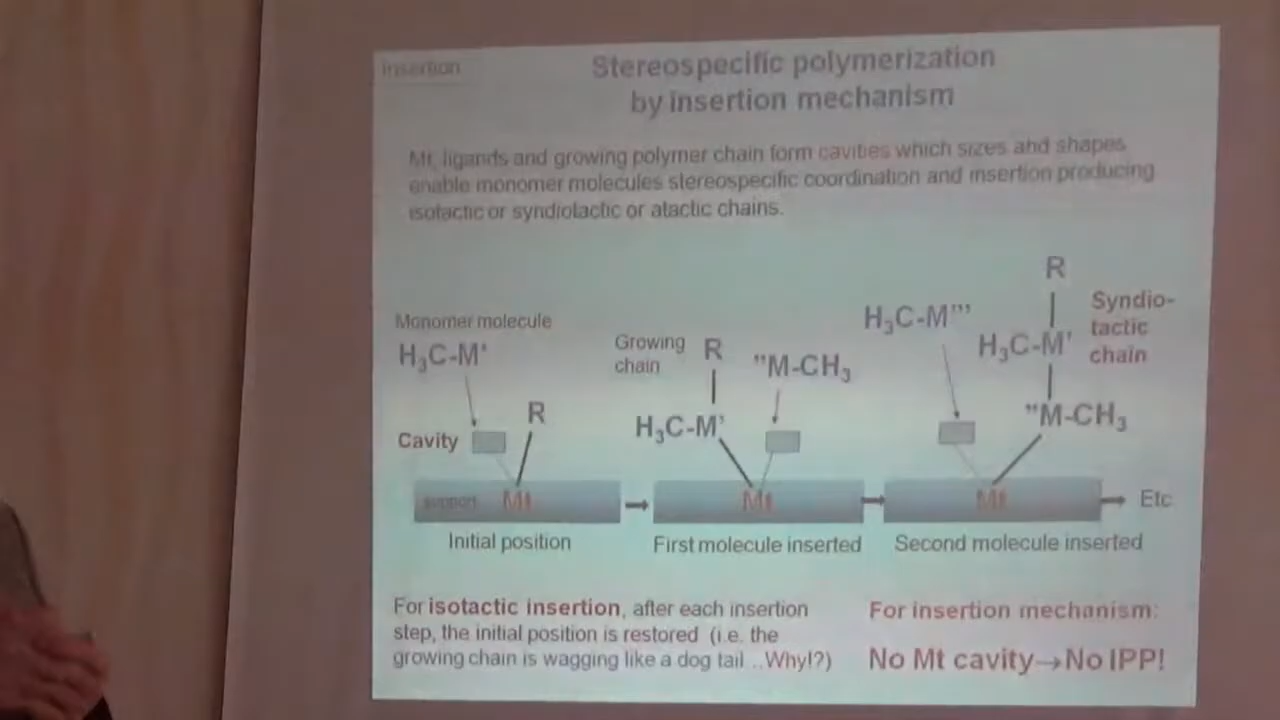 Insertion
Stereospecific polymerization
by insertion mechanism
Mt, ligands and growing polymer chain form cavities which sizes and shapes
enable monomer molecules stereospecific coordination and insertion producing
isotactic or syndiotactic or atactic chains.
Monomer molecule
H₃C-M'
R
Cavity
support
Mt
Initial position
Growing
chain
R
"M-CH₃
H₃C-M'
Mt
First molecule inserted
H₃C-M'''
R
H₃C-M'
"M-CH₃
Syndio-
tactic
chain
Mt
Etc
Second molecule inserted
For isotactic insertion, after each insertion
step, the initial position is restored (i.e. the
growing chain is wagging like a dog tail ..Why!?)
For insertion mechanism:
No Mt cavity→No IPP!